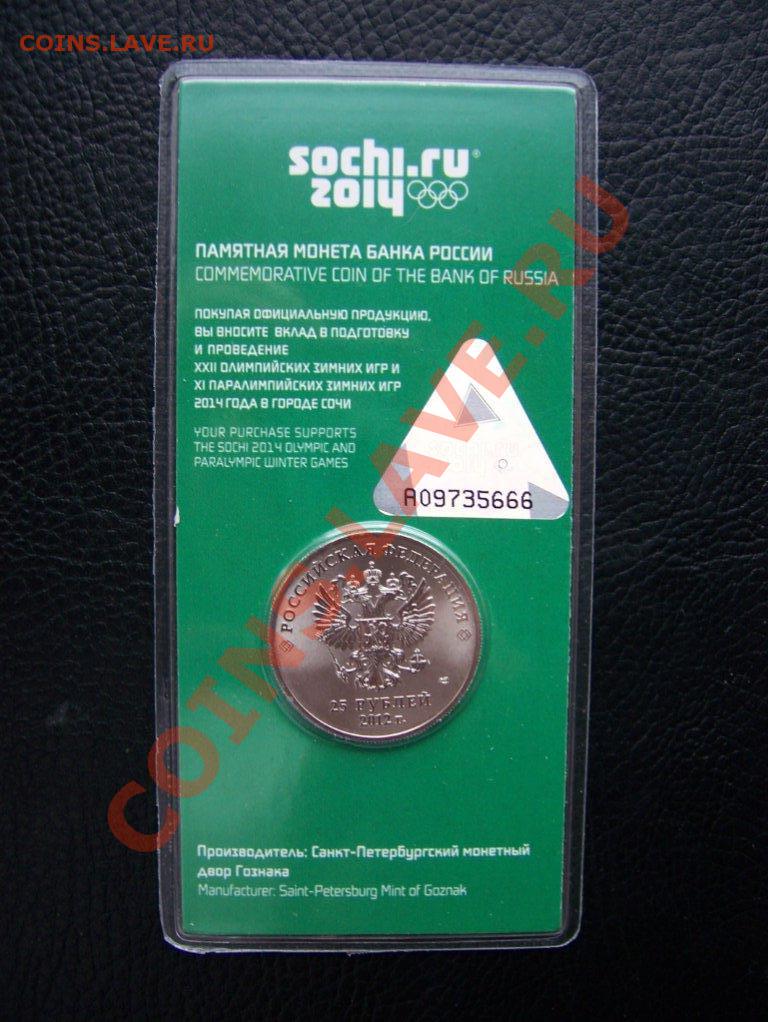 COINS.LAVE.RU
sochi.ru®
2014
ПАМЯТНАЯ МОНЕТА БАНКА РОССИИ
COMMEMORATIVE COIN OF THE BANK OF RUSSIA
ПОКУПАЯ ОФИЦИАЛЬНУЮ ПРОДУКЦИЮ,
ВЫ ВНОСИТЕ ВКЛАД В ПОДГОТОВКУ
И ПРОВЕДЕНИЕ
XXII ОЛИМПИЙСКИХ ЗИМНИХ ИГР И
XI ПАРАЛИМПИЙСКИХ ЗИМНИХ ИГР
2014 ГОДА В ГОРОДЕ СОЧИ
YOUR PURCHASE SUPPORTS
THE SOCHI 2014 OLYMPIC AND
PARALYMPIC WINTER GAMES
sochi.ru
2014
A09735666
РОССИЙСКАЯ ФЕДЕРАЦИЯ
25 РУБЛЕЙ
2012 г.
Производитель: Санкт-Петербургский монетный
двор Гознака
Manufacturer: Saint-Petersburg Mint of Goznak
COINS.LAVE.RU